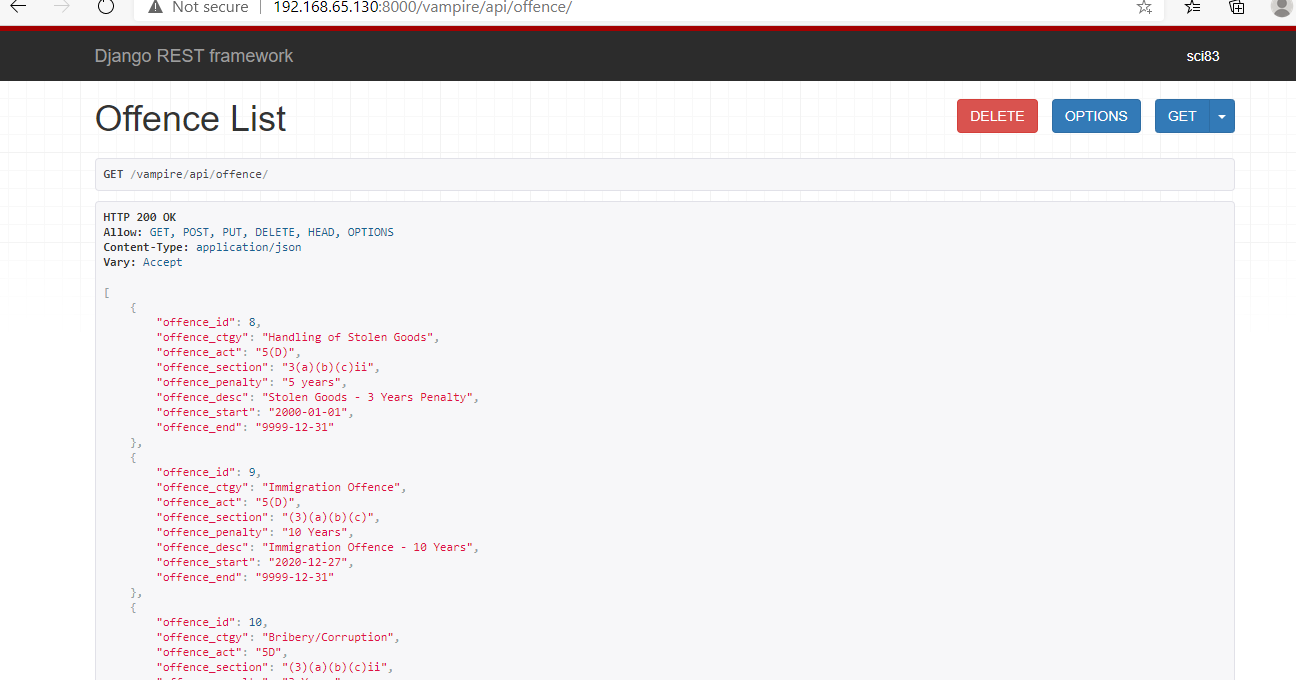 Not secure | 192.168.65.130:8000/vampire/api/offence/
Django REST framework sci83
Offence List DELETE OPTIONS GET
GET /vampire/api/offence/
HTTP 200 OK
Allow: GET, POST, PUT, DELETE, HEAD, OPTIONS
Content-Type: application/json
Vary: Accept
[
{
"offence_id": 8,
"offence_ctgy": "Handling of Stolen Goods",
"offence_act": "5(D)",
"offence_section": "3(a)(b)(c)ii",
"offence_penalty": "5 years",
"offence_desc": "Stolen Goods - 3 Years Penalty",
"offence_start": "2000-01-01",
"offence_end": "9999-12-31"
},
{
"offence_id": 9,
"offence_ctgy": "Immigration Offence",
"offence_act": "5(D)",
"offence_section": "(3)(a)(b)(c)",
"offence_penalty": "10 Years",
"offence_desc": "Immigration Offence - 10 Years",
"offence_start": "2020-12-27",
"offence_end": "9999-12-31"
},
{
"offence_id": 10,
"offence_ctgy": "Bribery/Corruption",
"offence_act": "5D",
"offence_section": "(3)(a)(b)(c)ii",